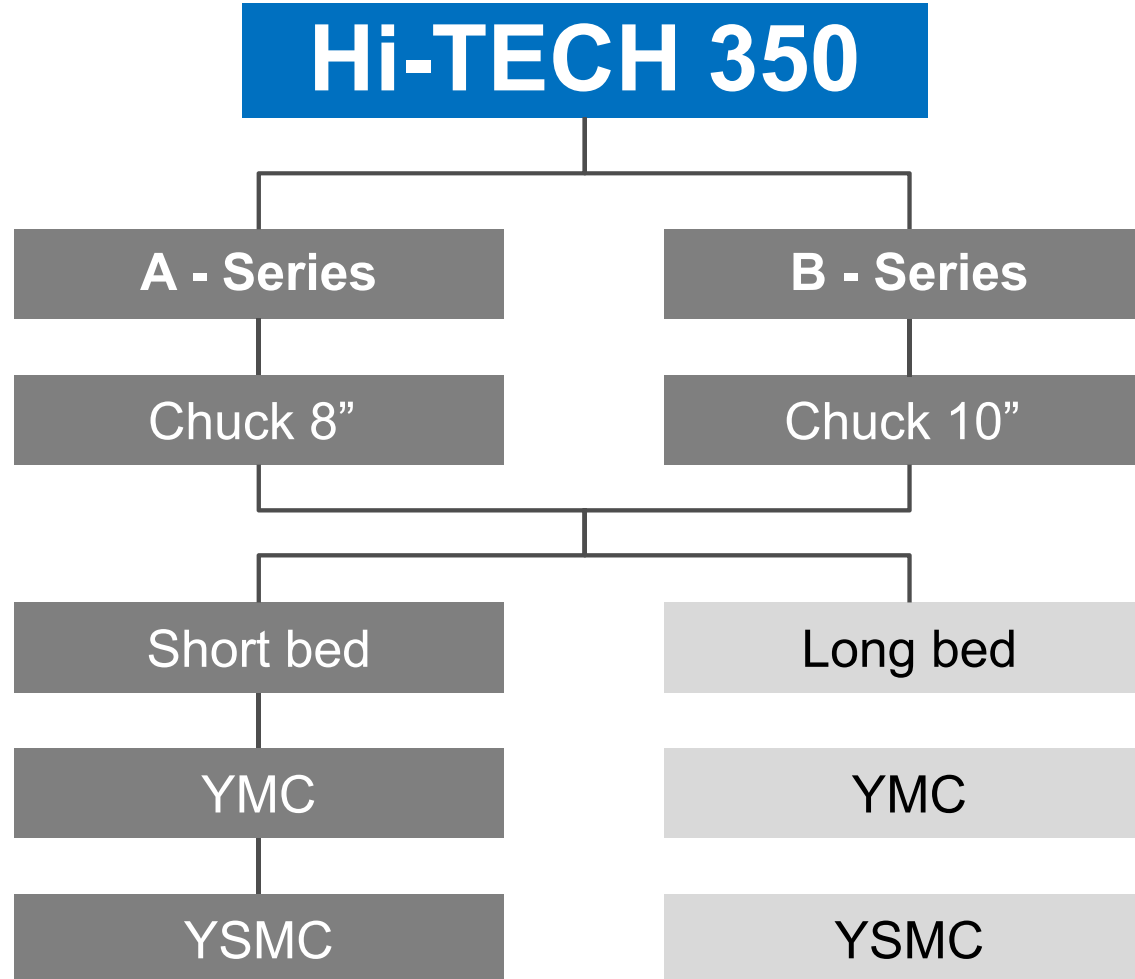 Hi-TECH 350
A - Series
B - Series
Chuck 8”
Chuck 10”
Short bed
Long bed
YMC
YMC
YSMC
YSMC